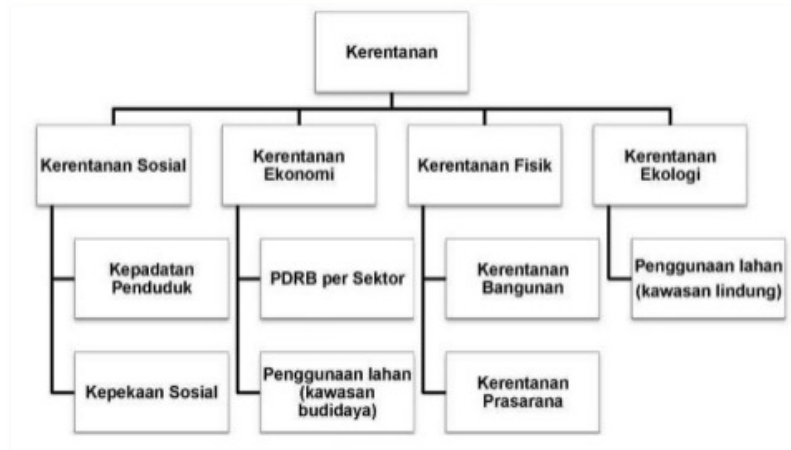 Kerentanan
Kerentanan Sosial
Kerentanan
Ekonomi
Kerentanan Fisik
Kerentanan
Ekologi
Kepadatan
Penduduk
PDRB per Sektor
Kerentanan
Bangunan
Penggunaan lahan
(kawasan lindung)
Kepekaan Sosial
Penggunaan lahan
(kawasan
budidaya)
Kerentanan
Prasarana